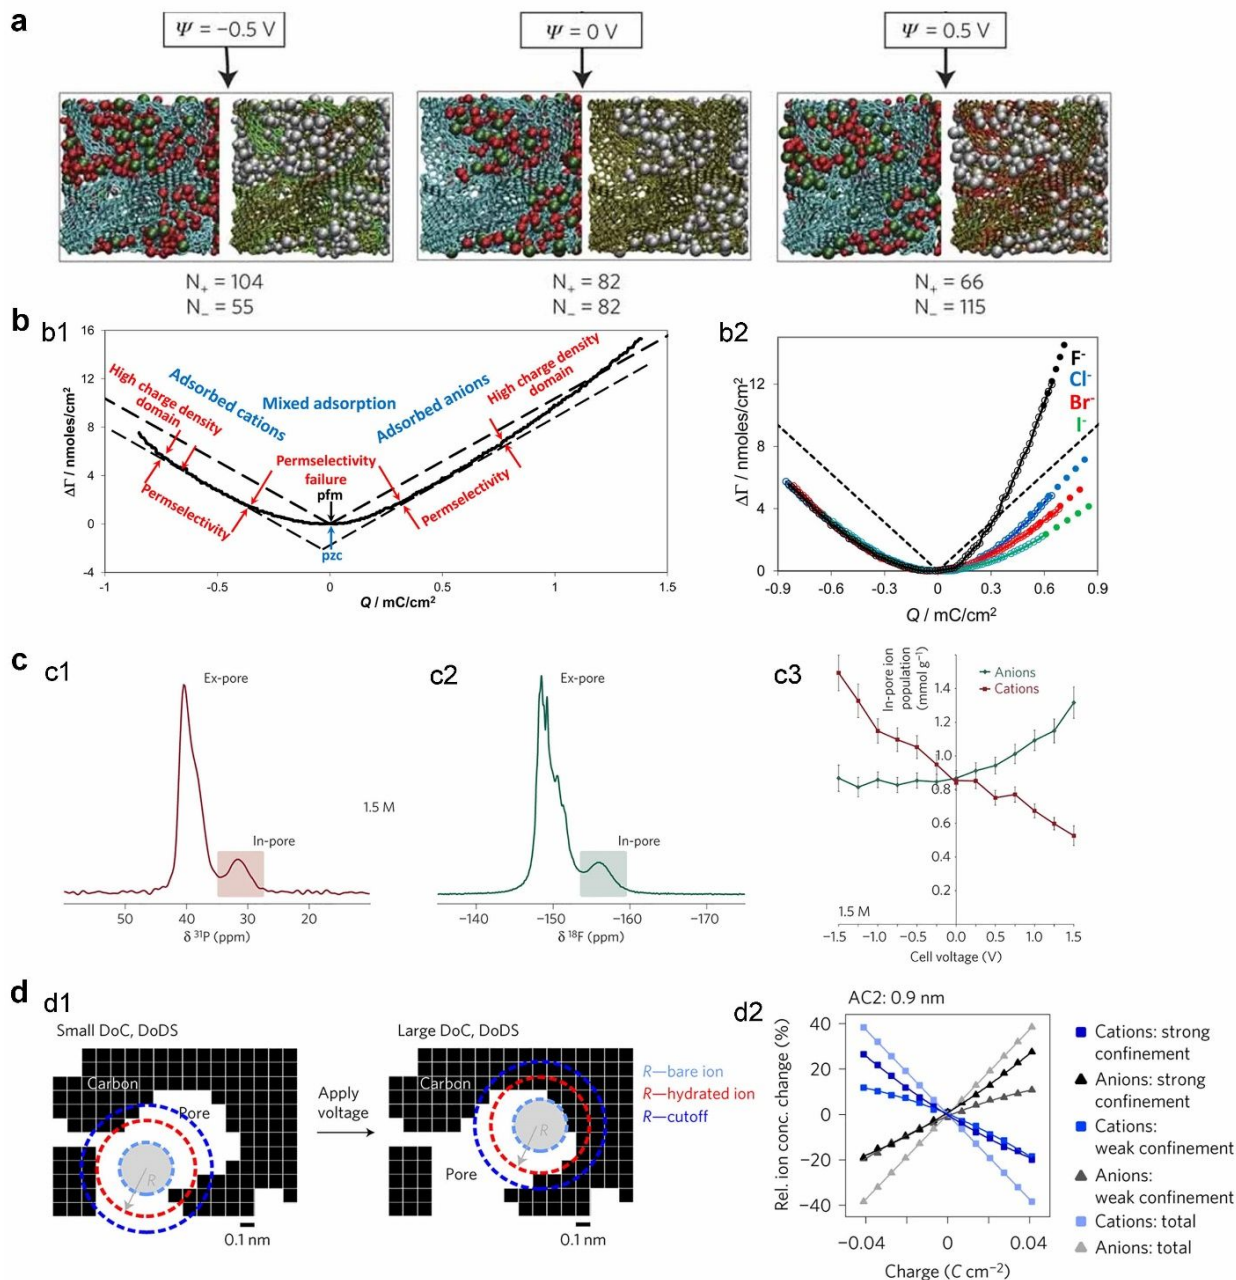 a
Ψ = −0.5 V
Ψ = 0 V
Ψ = 0.5 V
N₊ = 104
N₋ = 55
N₊ = 82
N₋ = 82
N₊ = 66
N₋ = 115
b
b1
16
12
8
4
0
-4
ΔΓ / nmoles/cm²
High charge density
domain
Adsorbed cations
Mixed adsorption
Adsorbed anions
High charge density
domain
Permselectivity
Permselectivity
failure
pfm
pzc
Permselectivity
-1
-0.5
0
0.5
1
1.5
Q / mC/cm²
b2
12
8
4
0
ΔΓ / nmoles/cm²
F⁻
Cl⁻
Br⁻
I⁻
-0.9
-0.6
-0.3
0
0.3
0.6
0.9
Q / mC/cm²
c
c1
Ex-pore
In-pore
50
40
30
20
δ ³¹P (ppm)
1.5 M
c2
Ex-pore
In-pore
−140
−150
−160
−170
δ ¹⁸F (ppm)
c3
In-pore ion
population
(mmol g⁻¹)
Anions
Cations
1.4
1.2
1.0
0.8
0.6
0.4
0.2
1.5 M
−1.5
−1.0
−0.5
0.0
0.5
1.0
1.5
Cell voltage (V)
d
d1
Small DoC, DoDS
Carbon
Pore
R
0.1 nm
Apply
voltage
Large DoC, DoDS
Carbon
R
Pore
0.1 nm
R—bare ion
R—hydrated ion
R—cutoff
d2
AC2: 0.9 nm
40
20
0
−20
−40
Rel. ion conc. change (%)
−0.04
0
0.04
Charge (C cm⁻²)
Cations: strong
confinement
Anions: strong
confinement
Cations:
weak confinement
Anions:
weak confinement
Cations: total
Anions: total